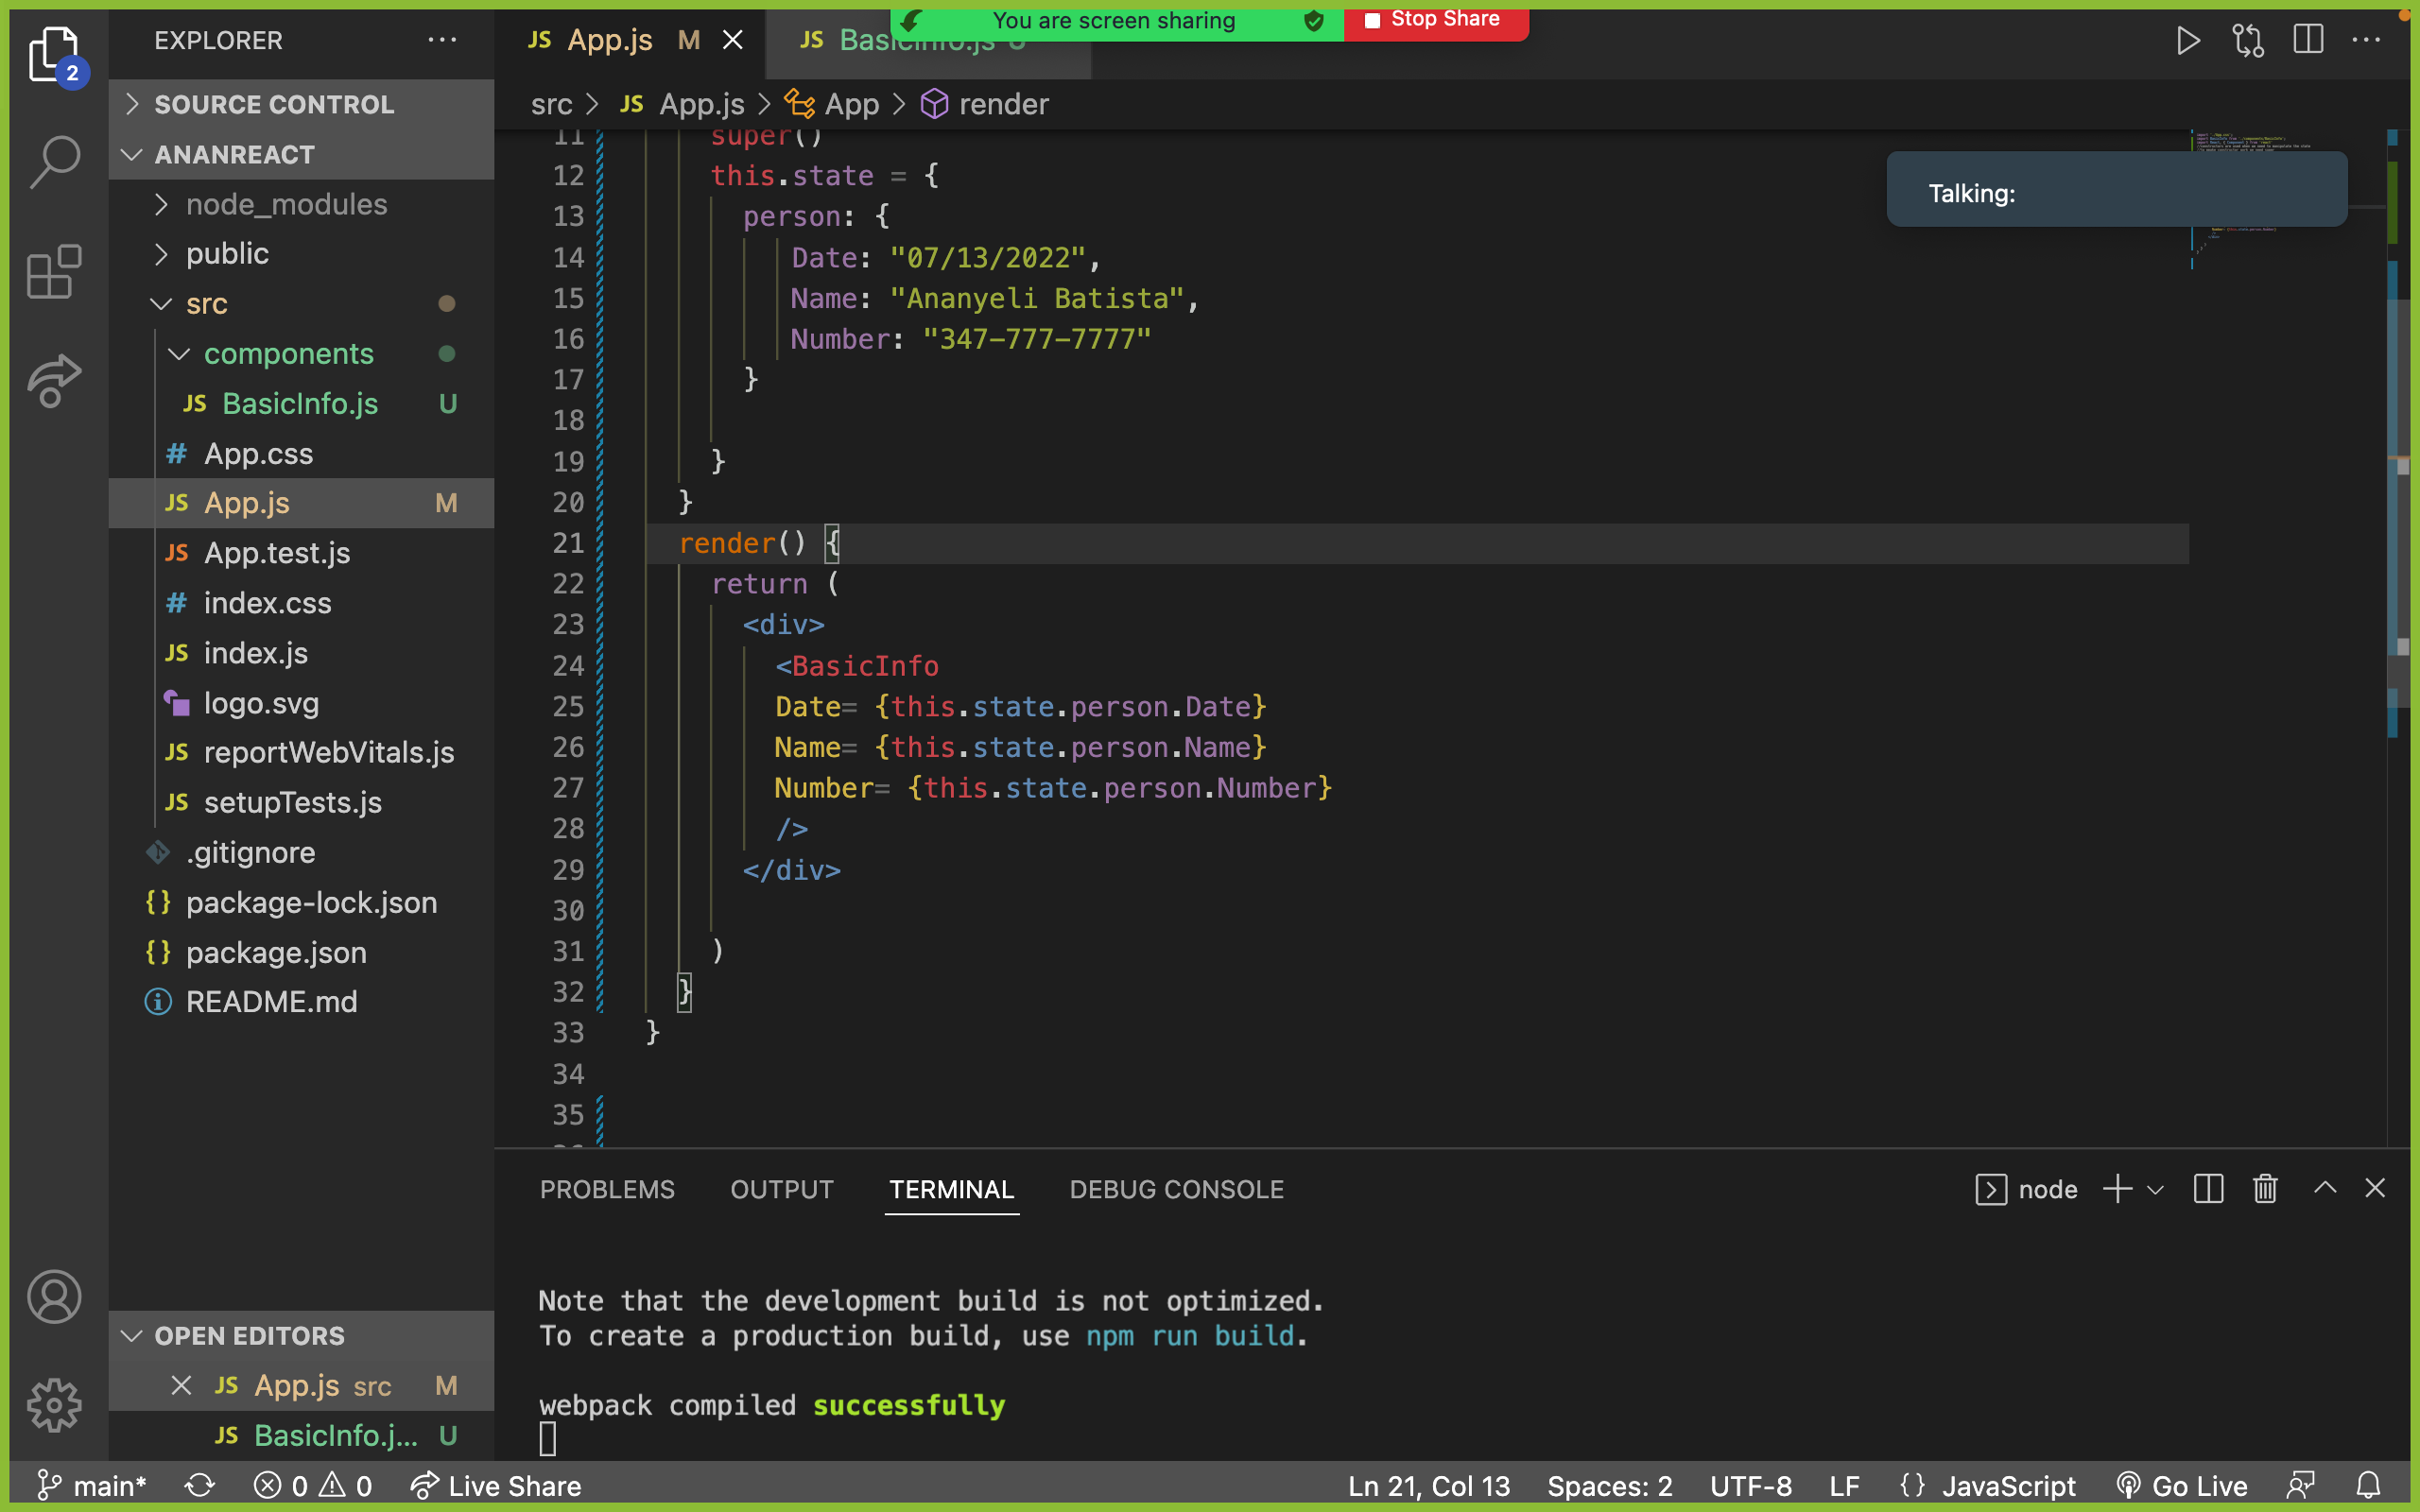 You are screen sharing
Stop Share
2
EXPLORER
SOURCE CONTROL
ANANREACT
node_modules
public
src
components
JS BasicInfo.js U
# App.css
JS App.js M
JS App.test.js
# index.css
JS index.js
logo.svg
JS reportWebVitals.js
JS setupTests.js
.gitignore
{} package-lock.json
{} package.json
README.md
OPEN EDITORS
JS App.js src M
JS BasicInfo.j... U
JS App.js M
JS BasicInfo.js U
src > JS App.js > App > render
Talking:
11 super()
12 this.state = {
13 person: {
14 Date: "07/13/2022",
15 Name: "Ananyeli Batista",
16 Number: "347-777-7777"
17 }
18
19 }
20 }
21 render() {
22 return (
23 <div>
24 <BasicInfo
25 Date= {this.state.person.Date}
26 Name= {this.state.person.Name}
27 Number= {this.state.person.Number}
28 />
29 </div>
30
31 )
32 }
33 }
34
35
PROBLEMS OUTPUT TERMINAL DEBUG CONSOLE
node
Note that the development build is not optimized.
To create a production build, use npm run build.
webpack compiled successfully
main* 0 0 Live Share Ln 21, Col 13 Spaces: 2 UTF-8 LF {} JavaScript Go Live